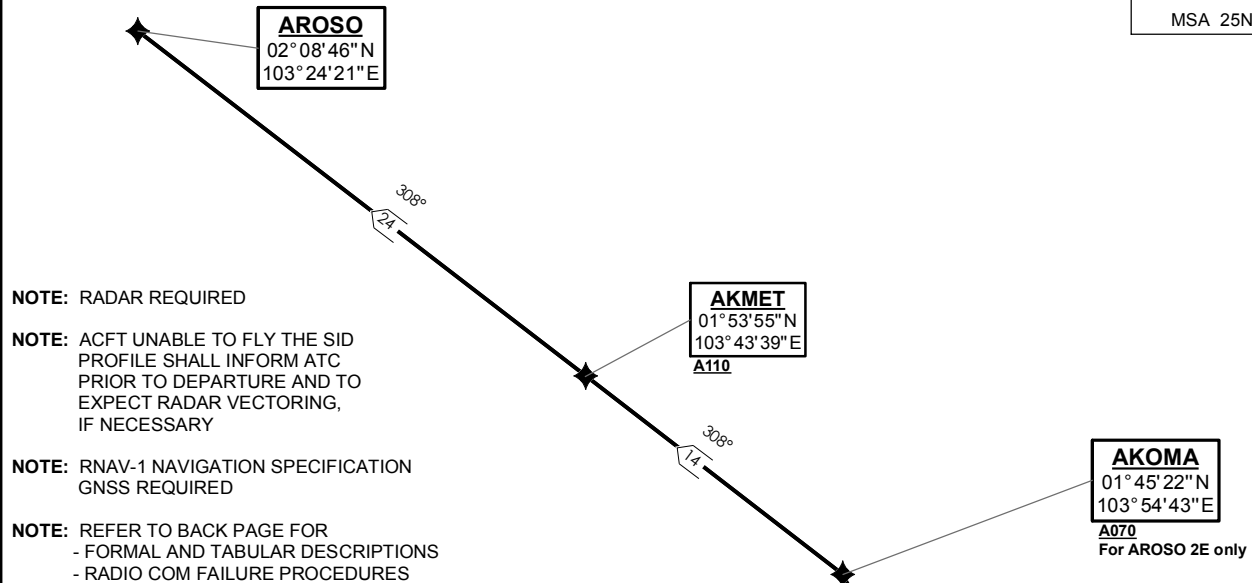 AROSO
02°08'46"N
103°24'21"E
MSA 25N
308°
24
NOTE: RADAR REQUIRED
NOTE: ACFT UNABLE TO FLY THE SID
PROFILE SHALL INFORM ATC
PRIOR TO DEPARTURE AND TO
EXPECT RADAR VECTORING,
IF NECESSARY
AKMET
01°53'55"N
103°43'39"E
A110
308°
14
NOTE: RNAV-1 NAVIGATION SPECIFICATION
GNSS REQUIRED
AKOMA
01°45'22"N
103°54'43"E
A070
For AROSO 2E only
NOTE: REFER TO BACK PAGE FOR
- FORMAL AND TABULAR DESCRIPTIONS
- RADIO COM FAILURE PROCEDURES